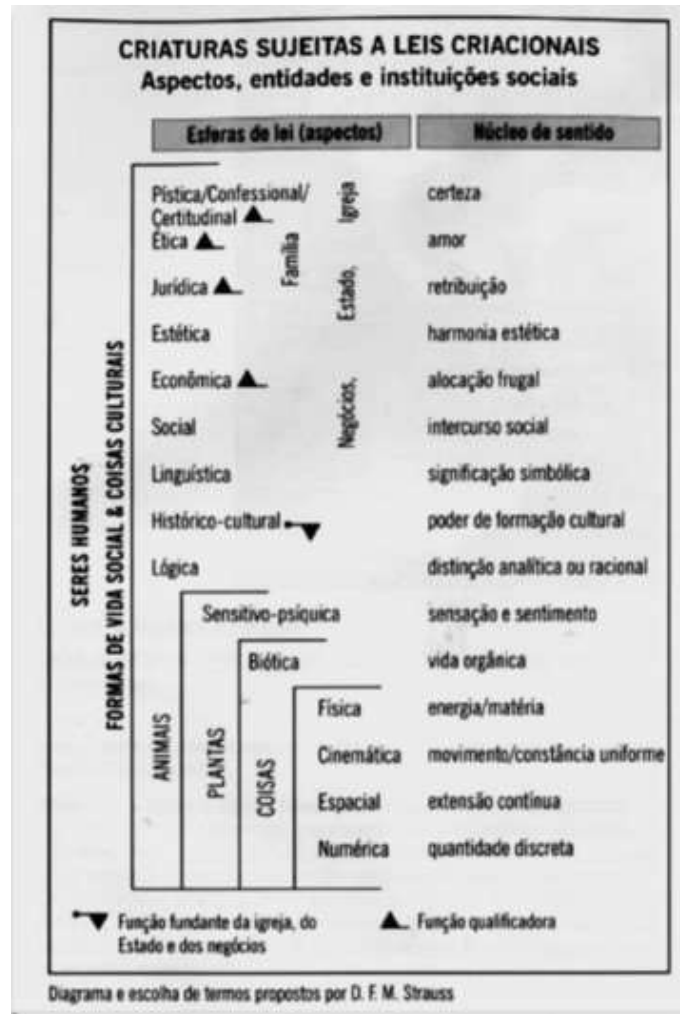 CRIATURAS SUJEITAS A LEIS CRIACIONAIS
Aspectos, entidades e instituições sociais
Esferas de lei (aspectos) Núcleo de sentido
Pística/Confessional/
Certitudinal certeza
Igreja
Ética amor
Família
Jurídica retribuição
Estado,
Estética harmonia estética
Econômica alocação frugal
Negócios,
Social intercurso social
Linguística significação simbólica
Histórico-cultural poder de formação cultural
Lógica distinção analítica ou racional
Sensitivo-psíquica sensação e sentimento
Biótica vida orgânica
Física energia/matéria
Cinemática movimento/constância uniforme
Espacial extensão contínua
Numérica quantidade discreta
SERES HUMANOS
FORMAS DE VIDA SOCIAL & COISAS CULTURAIS
ANIMAIS
PLANTAS
COISAS
Função fundante da igreja, do
Estado e dos negócios
Função qualificadora
Diagrama e escolha de termos propostos por D. F. M. Strauss